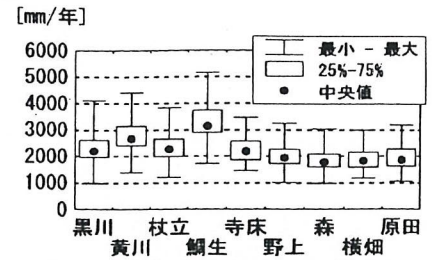 [mm/年]
6000
5000
4000
3000
2000
1000
0
最小 - 最大
25%-75%
中央値
黒川 杖立 寺床 森 原田
黄川 鯛生 野上 横畑